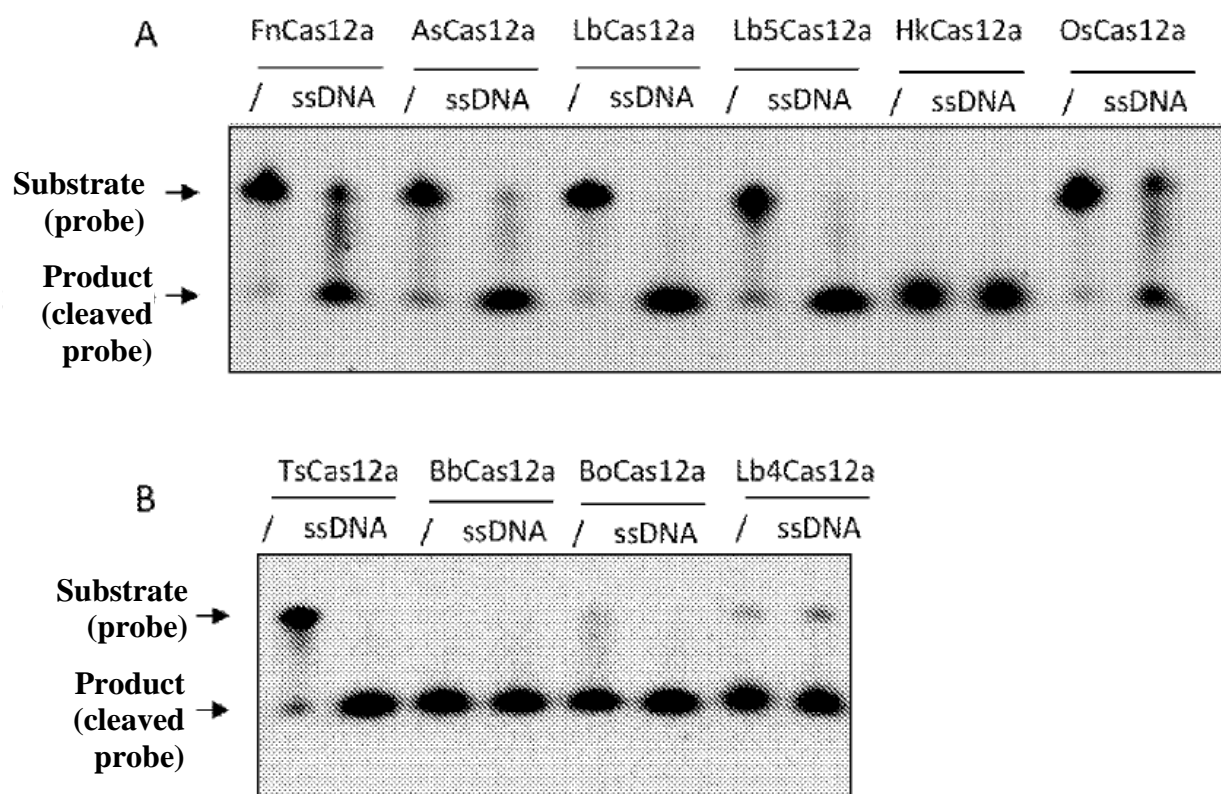 A
FnCas12a AsCas12a LbCas12a Lb5Cas12a HkCas12a OsCas12a
/ ssDNA / ssDNA / ssDNA / ssDNA / ssDNA / ssDNA
Substrate
(probe)
Product
(cleaved
probe)
B
TsCas12a BbCas12a BoCas12a Lb4Cas12a
/ ssDNA / ssDNA / ssDNA / ssDNA
Substrate
(probe)
Product
(cleaved
probe)